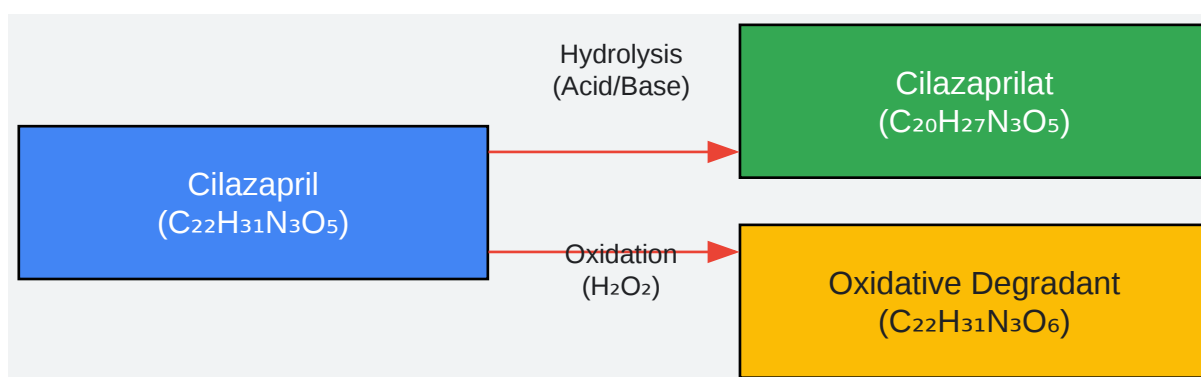 Hydrolysis
(Acid/Base)
Cilazaprilat
(C₂₀H₂₇N₃O₅)
Cilazapril
(C₂₂H₃₁N₃O₅)
Oxidation
(H₂O₂)
Oxidative Degradant
(C₂₂H₃₁N₃O₆)